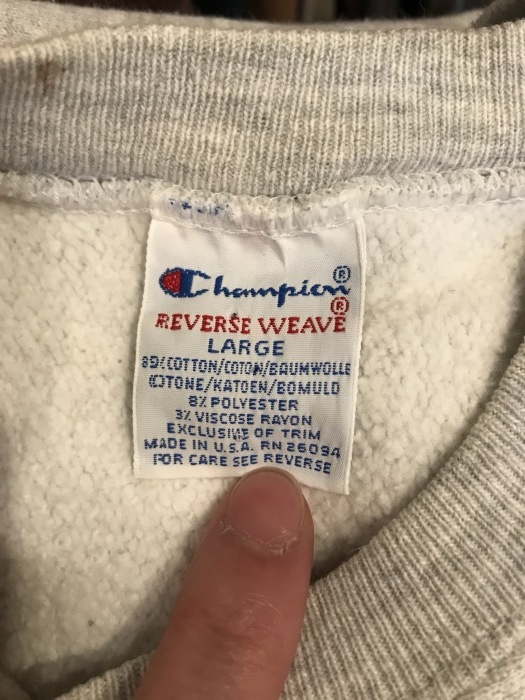 Champion®
REVERSE WEAVE®
LARGE
89% COTTON/COTON/BAUMWOLLE
COTONE/KATOEN/BOMULD
8% POLYESTER
3% VISCOSE RAYON
EXCLUSIVE OF TRIM
MADE IN U.S.A. RN 26094
FOR CARE SEE REVERSE